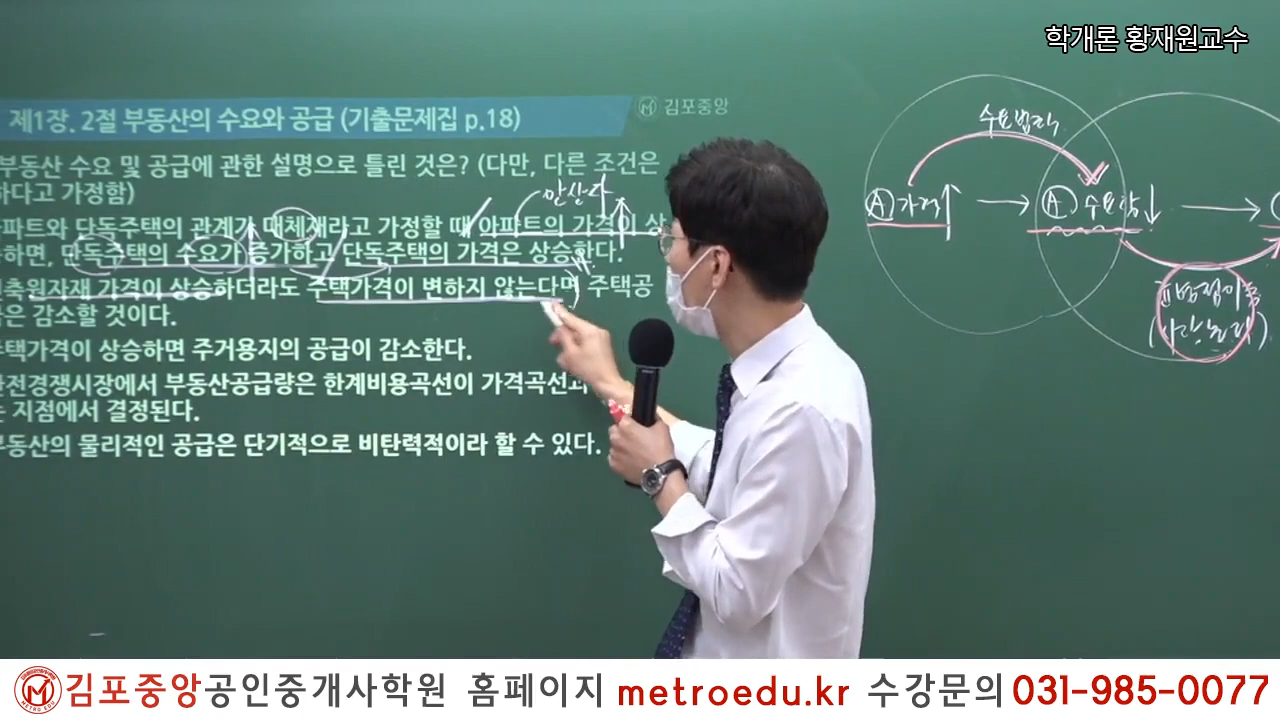 학개론 황재원교수
제1장. 2절 부동산의 수요와 공급 (기출문제집 p.18)
김포중앙
부동산 수요 및 공급에 관한 설명으로 틀린 것은? (다만, 다른 조건은
하다고 가정함)
파트와 단독주택의 관계가 대체재라고 가정할 때 아파트의 가격이 상
하면, 단독주택의 수요가 증가하고 단독주택의 가격은 상승한다.
축원자재 가격이 상승하더라도 주택가격이 변하지 않는다면 주택공
은 감소할 것이다.
택가격이 상승하면 주거용지의 공급이 감소한다.
전경쟁시장에서 부동산공급량은 한계비용곡선이 가격곡선과
지점에서 결정된다.
부동산의 물리적인 공급은 단기적으로 비탄력적이라 할 수 있다.
안산다
수요법칙
A 가격↑ → A 수요량↓ →
김포중앙공인중개사학원 홈페이지 metroedu.kr 수강문의 031-985-0077
METRO EDU